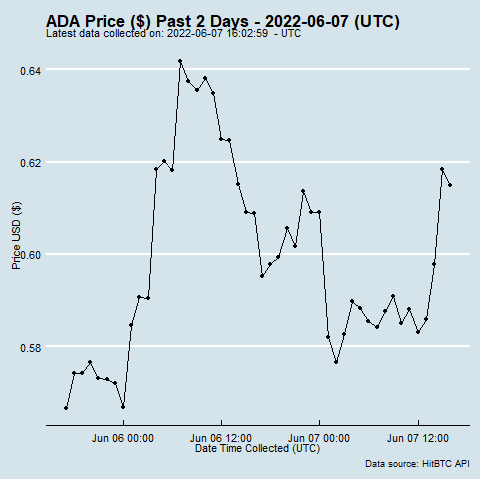 ADA Price ($) Past 2 Days - 2022-06-07 (UTC)
Latest data collected on: 2022-06-07 16:02:59 - UTC
0.64
0.62
0.60
0.58
Price USD ($)
Jun 06 00:00
Jun 06 12:00
Jun 07 00:00
Jun 07 12:00
Date Time Collected (UTC)
Data source: HitBTC API